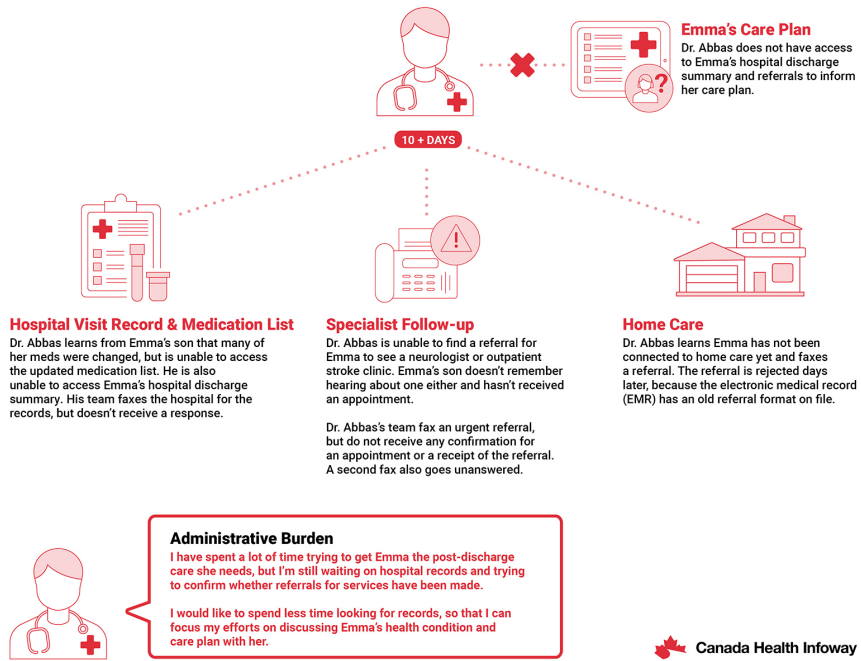 Emma's Care Plan
Dr. Abbas does not have access
to Emma's hospital discharge
summary and referrals to inform
her care plan.
?
10 + DAYS
!
Hospital Visit Record & Medication List
Dr. Abbas learns from Emma's son that many of
her meds were changed, but is unable to access
the updated medication list. He is also
unable to access Emma's hospital discharge
summary. His team faxes the hospital for the
records, but doesn't receive a response.
Specialist Follow-up
Dr. Abbas is unable to find a referral for
Emma to see a neurologist or outpatient
stroke clinic. Emma's son doesn't remember
hearing about one either and hasn't received
an appointment.
Dr. Abbas's team fax an urgent referral,
but do not receive any confirmation for
an appointment or a receipt of the referral.
A second fax also goes unanswered.
Home Care
Dr. Abbas learns Emma has not been
connected to home care yet and faxes
a referral. The referral is rejected days
later, because the electronic medical record
(EMR) has an old referral format on file.
Administrative Burden
I have spent a lot of time trying to get Emma the post-discharge
care she needs, but I'm still waiting on hospital records and trying
to confirm whether referrals for services have been made.
I would like to spend less time looking for records, so that I can
focus my efforts on discussing Emma's health condition and
care plan with her.
Canada Health Infoway